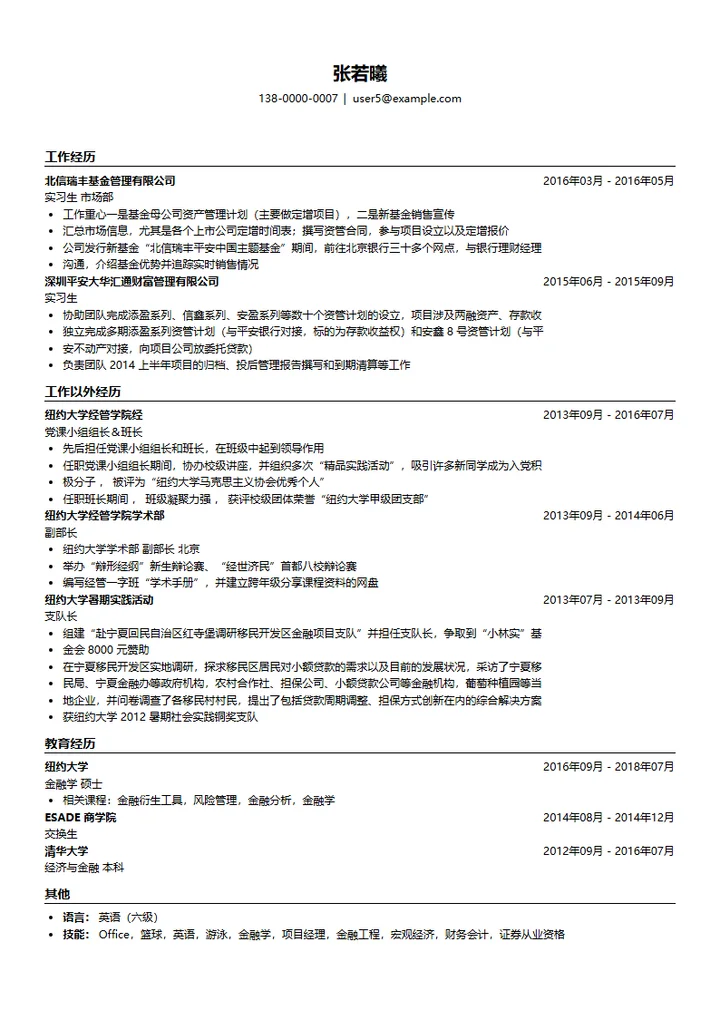 张若曦
138-0000-0007 | user5@example.com
工作经历
北信瑞丰基金管理有限公司 2016年03月 - 2016年05月
实习生 市场部
• 工作重心一是基金母公司资产管理计划（主要做定增项目），二是新基金销售宣传
• 汇总市场信息，尤其是各个上市公司定增时间表；撰写资管合同，参与项目设立以及定增报价
• 公司发行新基金“北信瑞丰平安中国主题基金”期间，前往北京银行三十多个网点，与银行理财经理
• 沟通，介绍基金优势并追踪实时销售情况
深圳平安大华汇通财富管理有限公司 2015年06月 - 2015年09月
实习生
• 协助团队完成添盈系列、信鑫系列、安盈系列等数十个资管计划的设立，项目涉及两融资产、存款收
• 独立完成多期添盈系列资管计划（与平安银行对接，标的为存款收益权）和安鑫 8 号资管计划（与平
• 安不动产对接，向项目公司放委托贷款）
• 负责团队 2014 上半年项目的归档、投后管理报告撰写和到期清算等工作
工作以外经历
纽约大学经管学院经 2013年09月 - 2016年07月
党课小组组长＆班长
• 先后担任党课小组组长和班长，在班级中起到领导作用
• 任职党课小组组长期间，协办校级讲座，并组织多次“精品实践活动”，吸引许多新同学成为入党积
• 极分子 ， 被评为“纽约大学马克思主义协会优秀个人”
• 任职班长期间 ， 班级凝聚力强 ， 获评校级团体荣誉“纽约大学甲级团支部”
纽约大学经管学院学术部 2013年09月 - 2014年06月
副部长
• 纽约大学学术部 副部长 北京
• 举办“辩形经纲”新生辩论赛、 “经世济民”首都八校辩论赛
• 编写经管一字班“学术手册”，并建立跨年级分享课程资料的网盘
纽约大学暑期实践活动 2013年07月 - 2013年09月
支队长
• 组建“赴宁夏回民自治区红寺堡调研移民开发区金融项目支队”并担任支队长，争取到“小林实”基
• 金会 8000 元赞助
• 在宁夏移民开发区实地调研，探求移民区居民对小额贷款的需求以及目前的发展状况，采访了宁夏移
• 民局、宁夏金融办等政府机构，农村合作社、担保公司、小额贷款公司等金融机构，葡萄种植园等当
• 地企业，并问卷调查了各移民村村民，提出了包括贷款周期调整、担保方式创新在内的综合解决方案
• 获纽约大学 2012 暑期社会实践铜奖支队
教育经历
纽约大学 2016年09月 - 2018年07月
金融学 硕士
• 相关课程：金融衍生工具，风险管理，金融分析，金融学
ESADE 商学院 2014年08月 - 2014年12月
交换生
清华大学 2012年09月 - 2016年07月
经济与金融 本科
其他
• 语言： 英语（六级）
• 技能： Office，篮球，英语，游泳，金融学，项目经理，金融工程，宏观经济，财务会计，证券从业资格